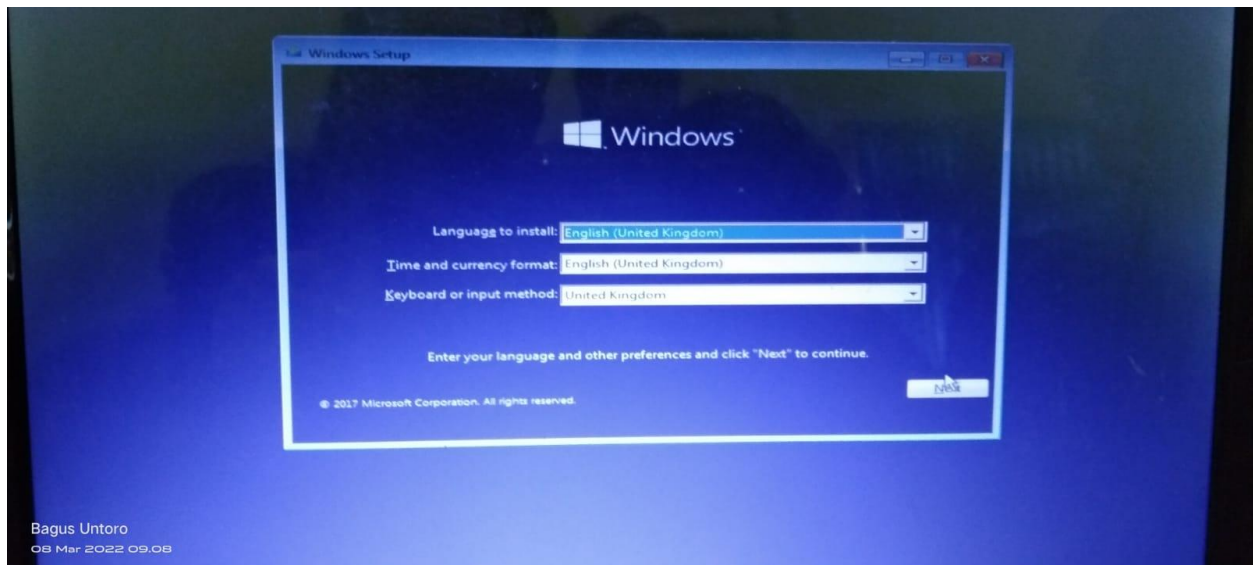 Windows Setup
Windows
Language to install: English (United Kingdom)
Time and currency format: English (United Kingdom)
Keyboard or input method: United Kingdom
Enter your language and other preferences and click "Next" to continue.
Next
© 2017 Microsoft Corporation. All rights reserved.
Bagus Untoro
08 Mar 2022 09.08